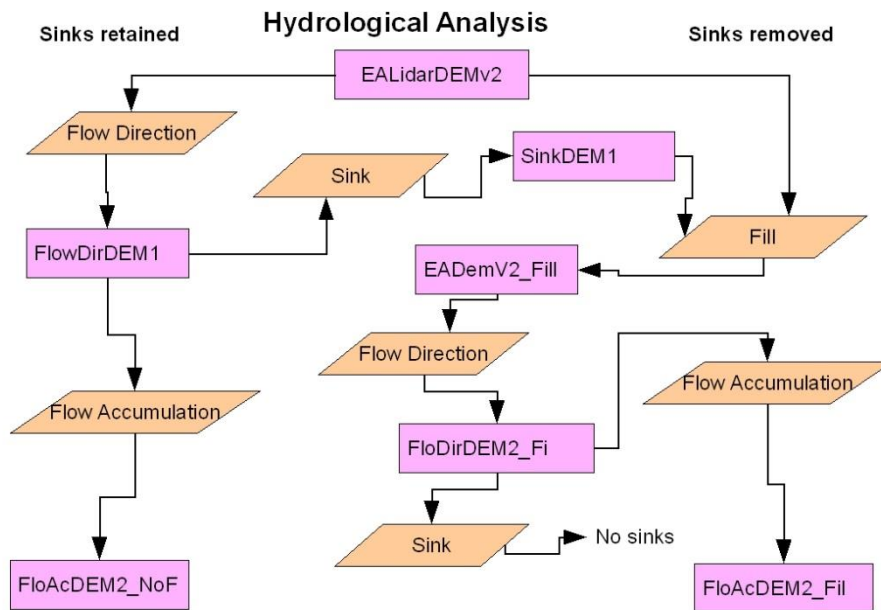 Hydrological Analysis
Sinks retained
Sinks removed
EALidarDEMv2
Flow Direction
SinkDEM1
Sink
Fill
FlowDirDEM1
EADemV2_Fill
Flow Direction
Flow Accumulation
Flow Accumulation
FloDirDEM2_Fi
Sink
No sinks
FloAcDEM2_NoF
FloAcDEM2_Fil